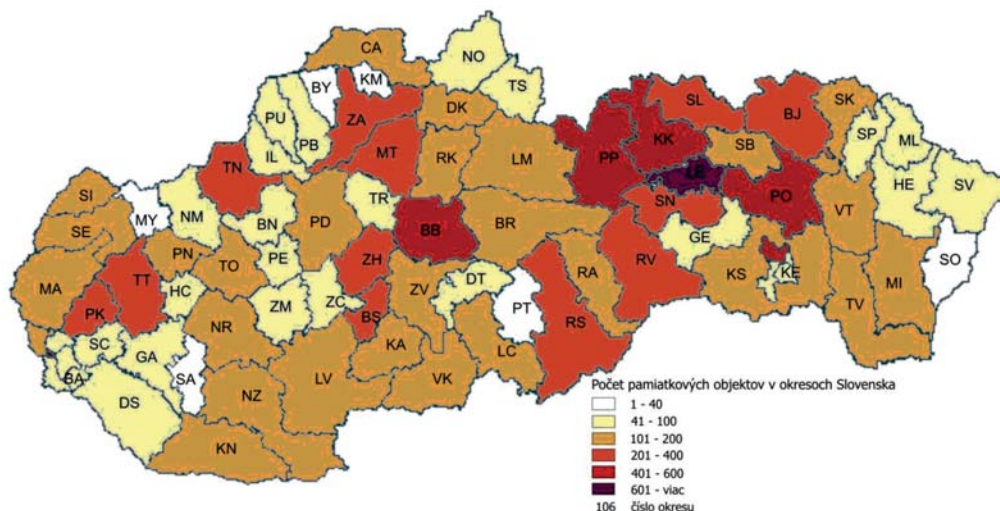 CA
NO
BY
KM
TS
PU
ZA
DK
SL
BJ
SK
PB
KK
SP
ML
IL
MT
RK
LM
PP
SB
TN
LE
HE
SV
SI
NM
TR
SN
PO
MY
BN
PD
BB
BR
VT
SE
GE
PN
TO
PE
ZH
RV
SO
MA
TT
HC
DT
RA
KS
KE
MI
PK
ZM
ZC
ZV
PT
TV
NR
BS
RS
SC
GA
KA
LC
BA
SA
LV
VK
DS
NZ
KN
Počet pamiatkových objektov v okresoch Slovenska
1 - 40
41 - 100
101 - 200
201 - 400
401 - 600
601 - viac
106 číslo okresu